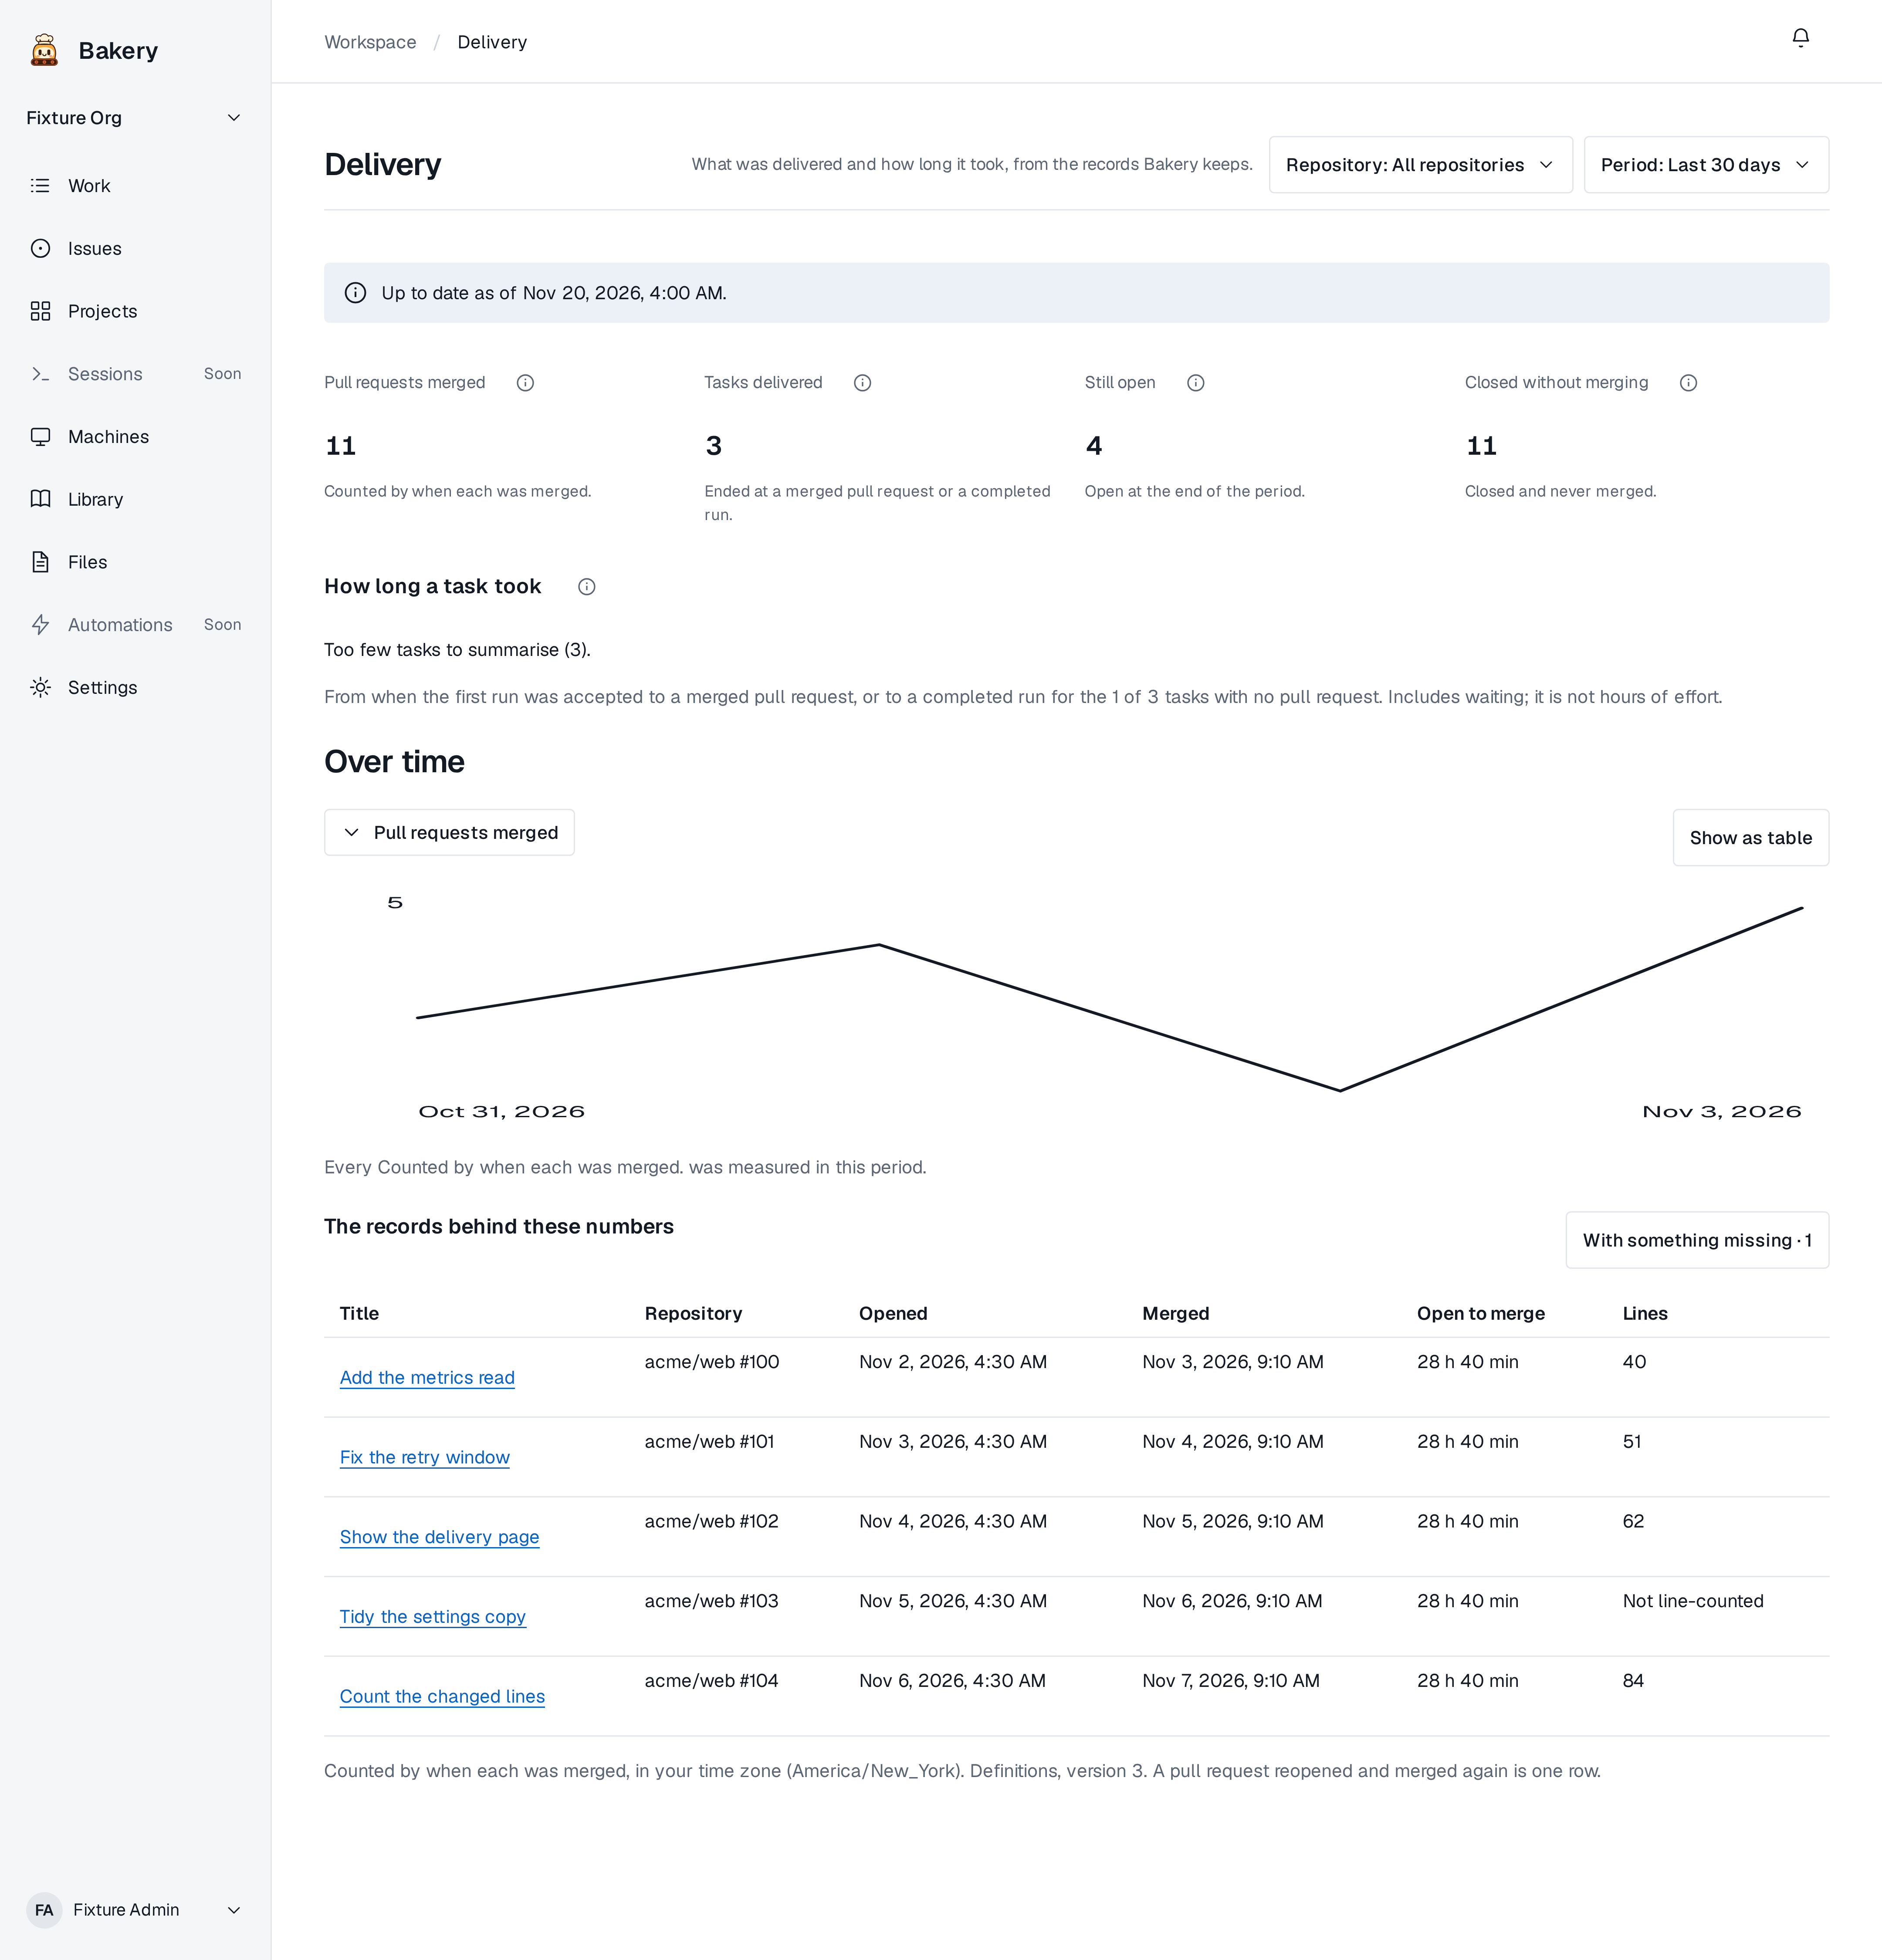 Bakery
Fixture Org
Work
Issues
Projects
Sessions Soon
Machines
Library
Files
Automations Soon
Settings
FA Fixture Admin
Workspace / Delivery
Delivery
What was delivered and how long it took, from the records Bakery keeps.
Repository: All repositories
Period: Last 30 days
Up to date as of Nov 20, 2026, 4:00 AM.
Pull requests merged
11
Counted by when each was merged.
Tasks delivered
3
Ended at a merged pull request or a completed
run.
Still open
4
Open at the end of the period.
Closed without merging
11
Closed and never merged.
How long a task took
Too few tasks to summarise (3).
From when the first run was accepted to a merged pull request, or to a completed run for the 1 of 3 tasks with no pull request. Includes waiting; it is not hours of effort.
Over time
Pull requests merged
Show as table
5
Oct 31, 2026
Nov 3, 2026
Every Counted by when each was merged. was measured in this period.
The records behind these numbers
With something missing · 1
Title Repository Opened Merged Open to merge Lines
Add the metrics read acme/web #100 Nov 2, 2026, 4:30 AM Nov 3, 2026, 9:10 AM 28 h 40 min 40
Fix the retry window acme/web #101 Nov 3, 2026, 4:30 AM Nov 4, 2026, 9:10 AM 28 h 40 min 51
Show the delivery page acme/web #102 Nov 4, 2026, 4:30 AM Nov 5, 2026, 9:10 AM 28 h 40 min 62
Tidy the settings copy acme/web #103 Nov 5, 2026, 4:30 AM Nov 6, 2026, 9:10 AM 28 h 40 min Not line-counted
Count the changed lines acme/web #104 Nov 6, 2026, 4:30 AM Nov 7, 2026, 9:10 AM 28 h 40 min 84
Counted by when each was merged, in your time zone (America/New_York). Definitions, version 3. A pull request reopened and merged again is one row.